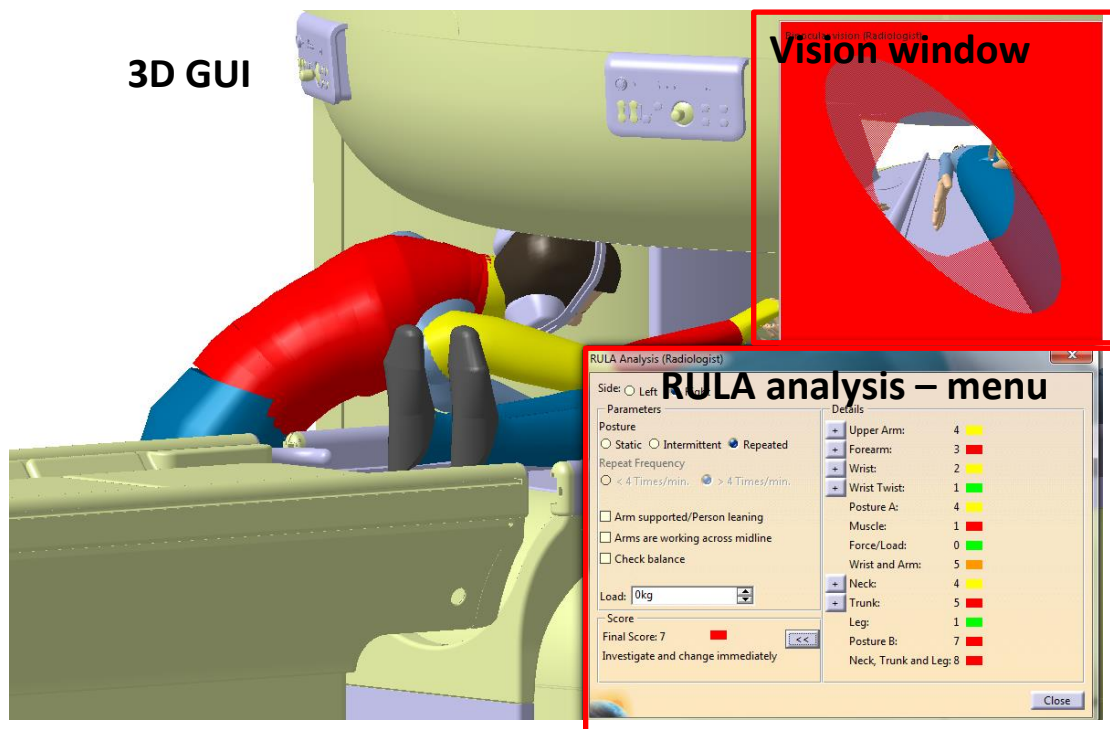 3D GUI
Binocular vision (Radiologist)
Vision window
RULA Analysis (Radiologist)
RULA analysis – menu
Side: Left Right
Parameters
Posture
Static Intermittent Repeated
Repeat Frequency
< 4 Times/min. > 4 Times/min.
Arm supported/Person leaning
Arms are working across midline
Check balance
Load: 0kg
Score
Final Score: 7
<<
Investigate and change immediately
Details
+ Upper Arm: 4
+ Forearm: 3
+ Wrist: 2
+ Wrist Twist: 1
Posture A: 4
Muscle: 1
Force/Load: 0
Wrist and Arm: 5
+ Neck: 4
+ Trunk: 5
Leg: 1
Posture B: 7
Neck, Trunk and Leg: 8
Close